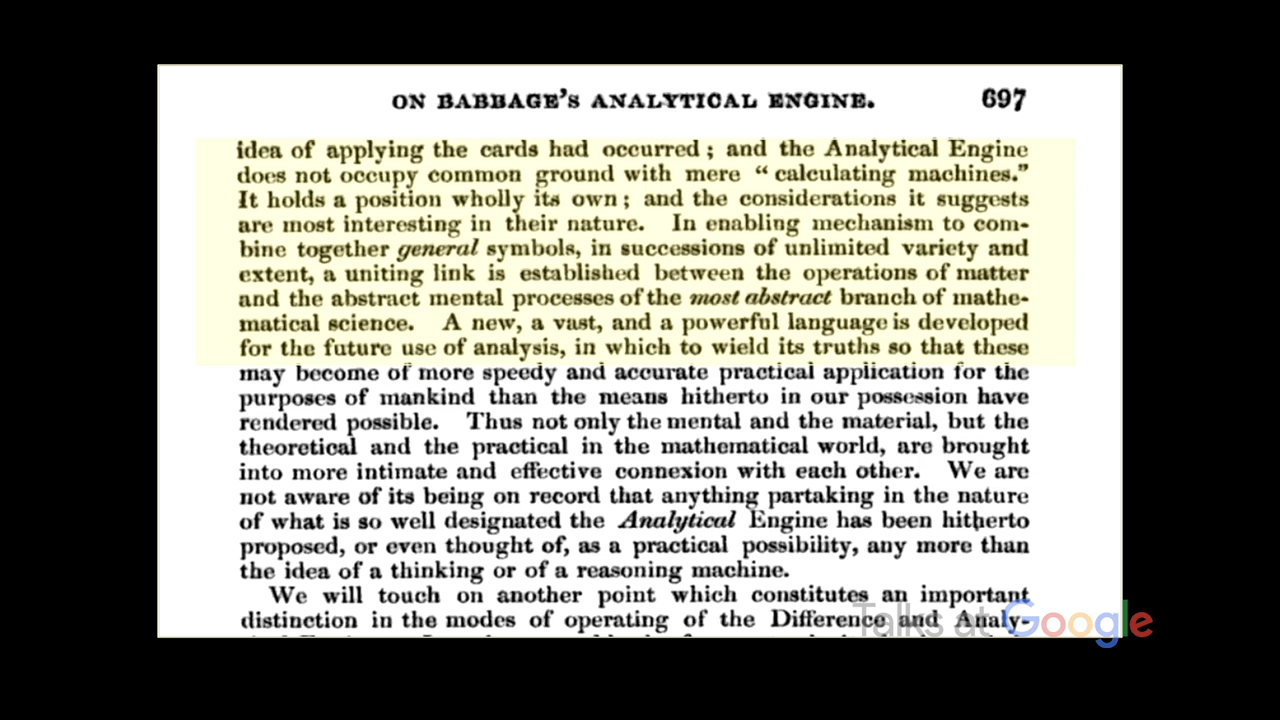 ON BABBAGE'S ANALYTICAL ENGINE. 697
idea of applying the cards had occurred ; and the Analytical Engine
does not occupy common ground with mere “ calculating machines.”
It holds a position wholly its own ; and the considerations it suggests
are most interesting in their nature. In enabling mechanism to com-
bine together general symbols, in successions of unlimited variety and
extent, a uniting link is established between the operations of matter
and the abstract mental processes of the most abstract branch of mathe-
matical science. A new, a vast, and a powerful language is developed
for the future use of analysis, in which to wield its truths so that these
may become of more speedy and accurate practical application for the
purposes of mankind than the means hitherto in our possession have
rendered possible. Thus not only the mental and the material, but the
theoretical and the practical in the mathematical world, are brought
into more intimate and effective connexion with each other. We are
not aware of its being on record that anything partaking in the nature
of what is so well designated the Analytical Engine has been hitherto
proposed, or even thought of, as a practical possibility, any more than
the idea of a thinking or of a reasoning machine.
We will touch on another point which constitutes an important
distinction in the modes of operating of the Difference and Analy-
Talks at Google